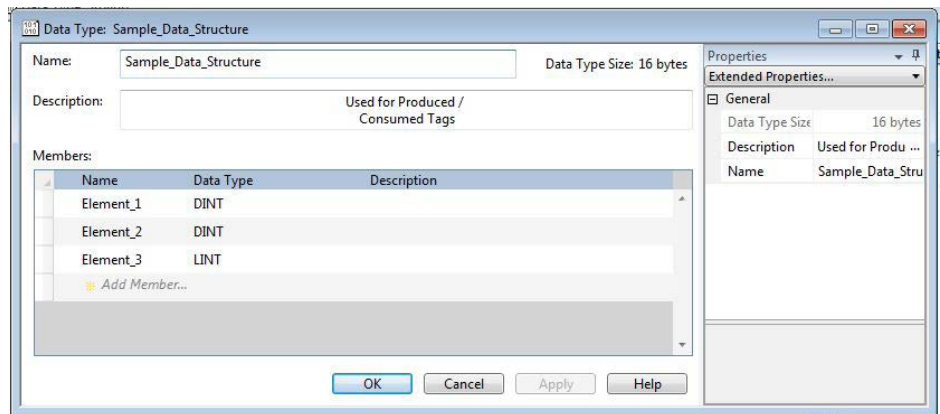 Data Type: Sample_Data_Structure
Name: Sample_Data_Structure Data Type Size: 16 bytes
Description: Used for Produced /
Consumed Tags
Members:
Name Data Type Description
Element_1 DINT
Element_2 DINT
Element_3 LINT
Add Member...
OK Cancel Apply Help
Properties
Extended Properties...
General
Data Type Size 16 bytes
Description Used for Produ ...
Name Sample_Data_Stru